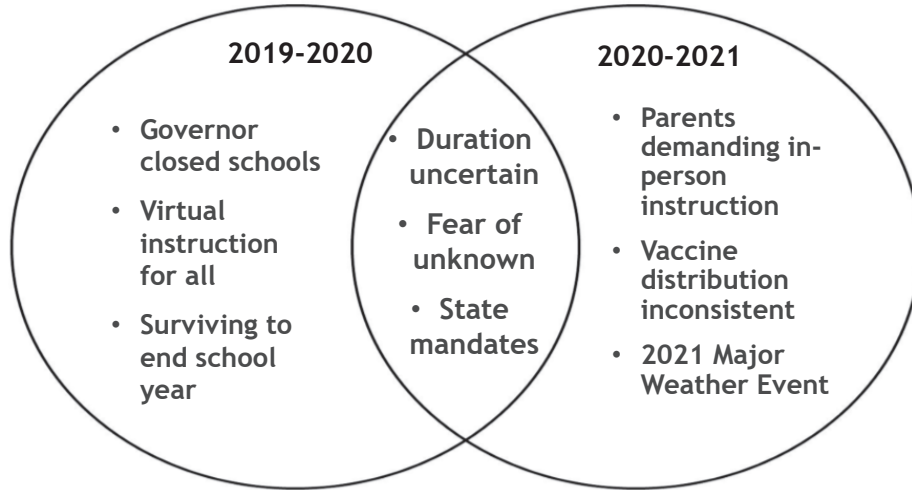 2019-2020
• Governor
closed schools
• Virtual
instruction
for all
• Surviving to
end school
year
• Duration
uncertain
• Fear of
unknown
• State
mandates
2020-2021
• Parents
demanding in-
person
instruction
• Vaccine
distribution
inconsistent
• 2021 Major
Weather Event